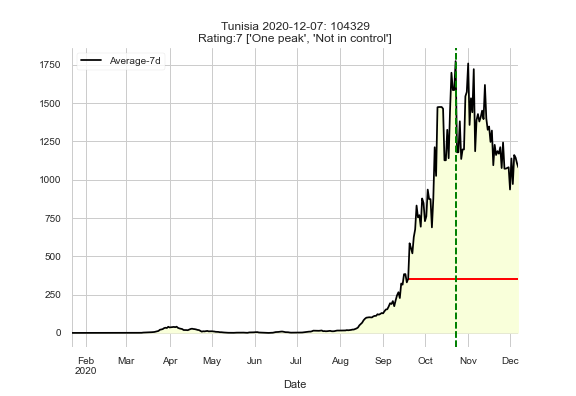 Tunisia 2020-12-07: 104329
Rating:7 ['One peak', 'Not in control']
Average-7d
1750
1500
1250
1000
750
500
250
0
Feb Mar Apr May Jun Jul Aug Sep Oct Nov Dec
2020
Date